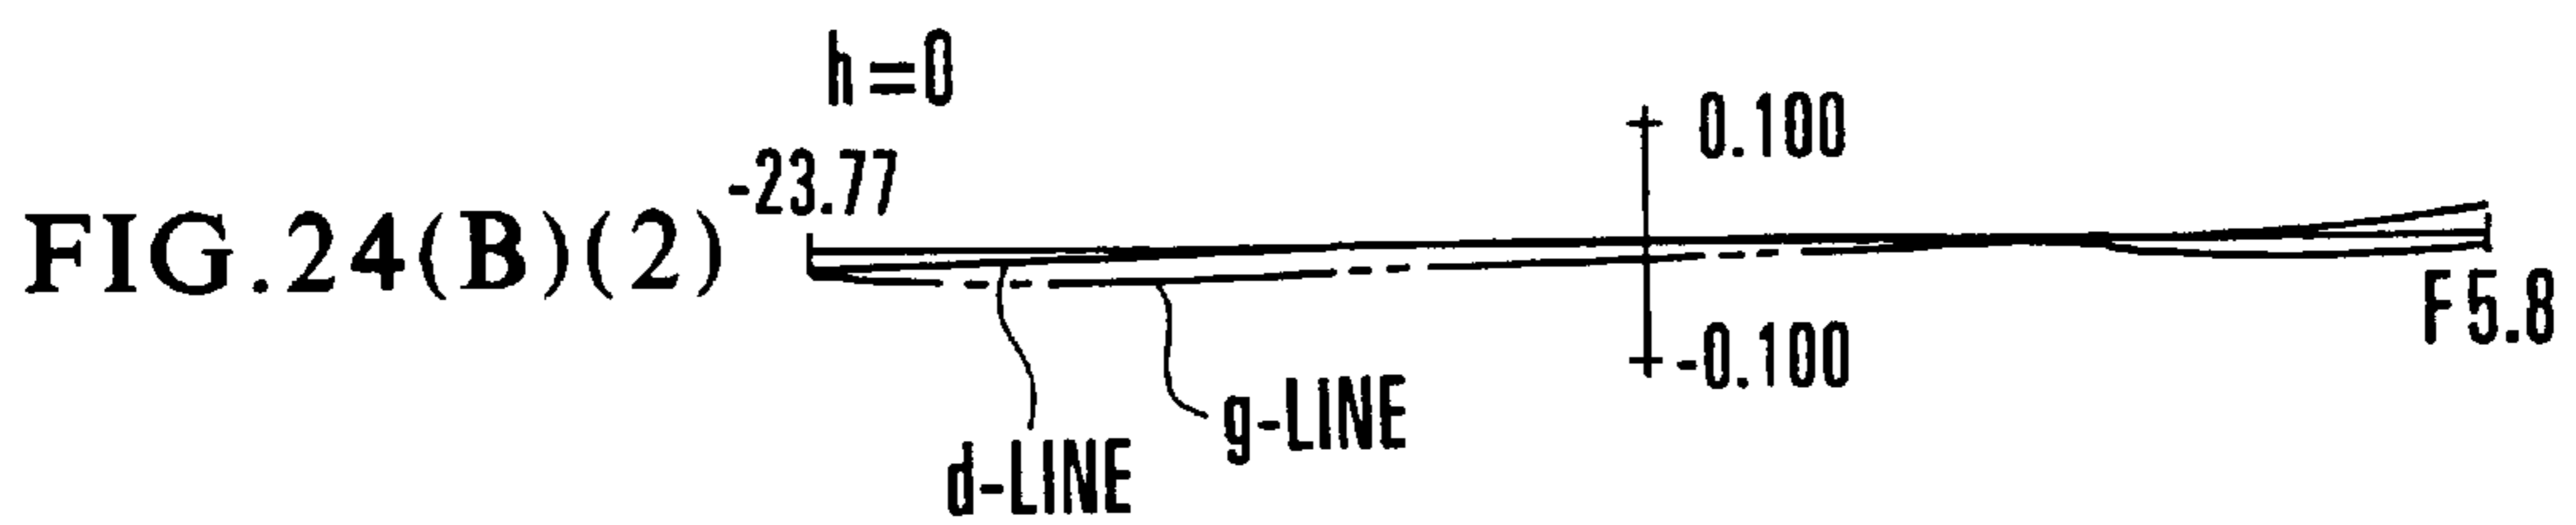 h=0
0.100
-23.77
FIG.24(B)(2)
F5.8
-0.100
g-LINE
d-LINE